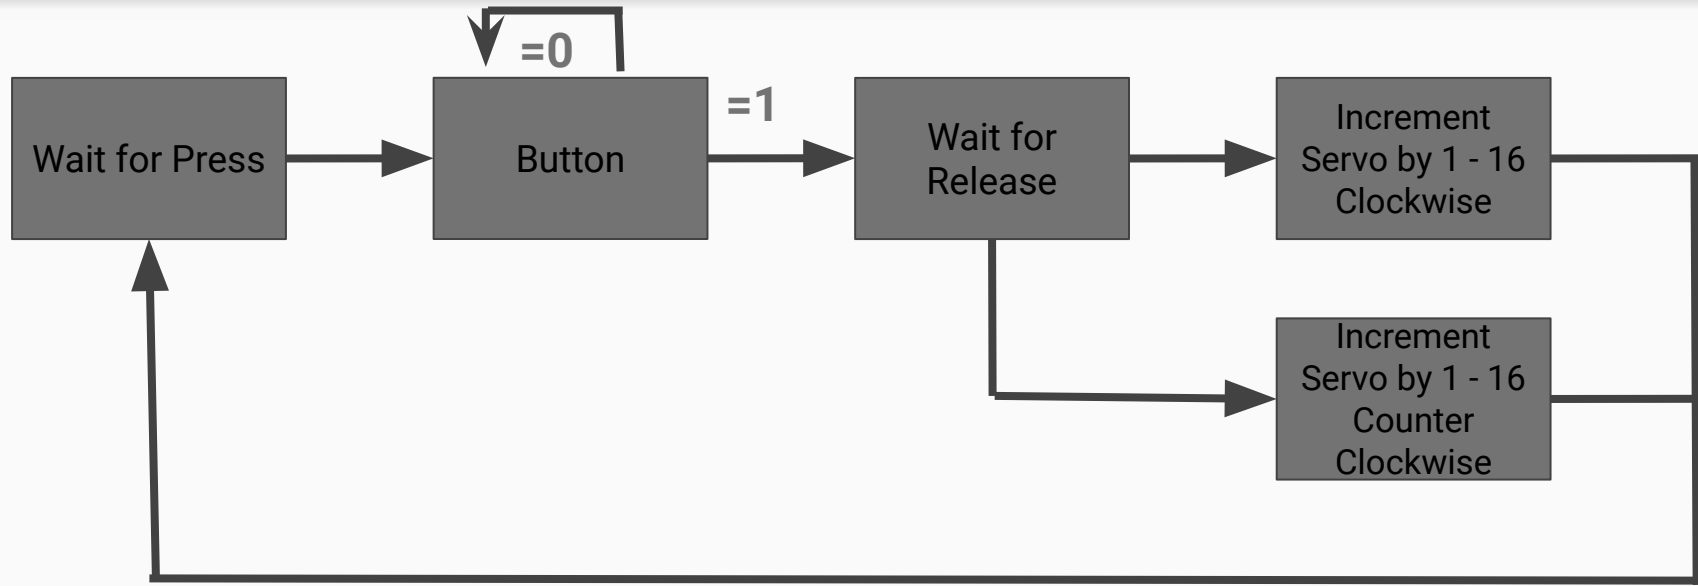 =0
=1
Wait for Press
Button
Wait for
Release
Increment
Servo by 1 - 16
Clockwise
Increment
Servo by 1 - 16
Counter
Clockwise